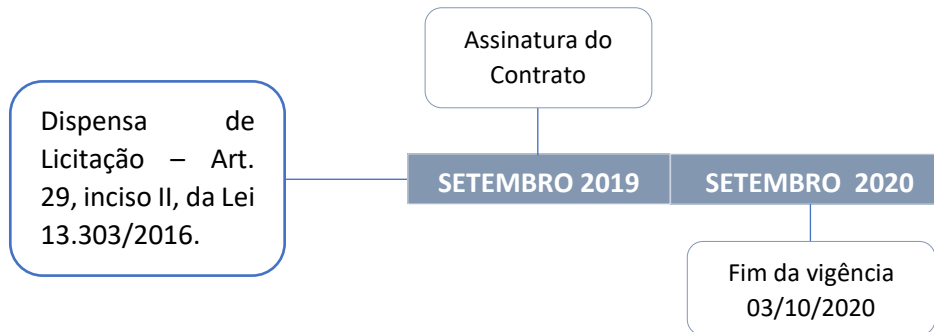 Assinatura do
Contrato
Dispensa de
Licitação – Art.
29, inciso II, da Lei
13.303/2016.
SETEMBRO 2019
SETEMBRO 2020
Fim da vigência
03/10/2020